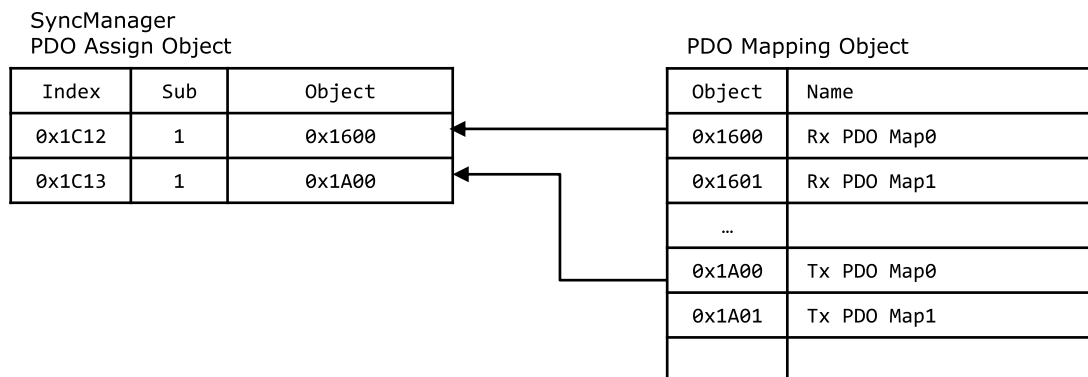 SyncManager
PDO Assign Object
Index Sub Object
0x1C12 1 0x1600
0x1C13 1 0x1A00
PDO Mapping Object
Object Name
0x1600 Rx PDO Map0
0x1601 Rx PDO Map1
…
0x1A00 Tx PDO Map0
0x1A01 Tx PDO Map1